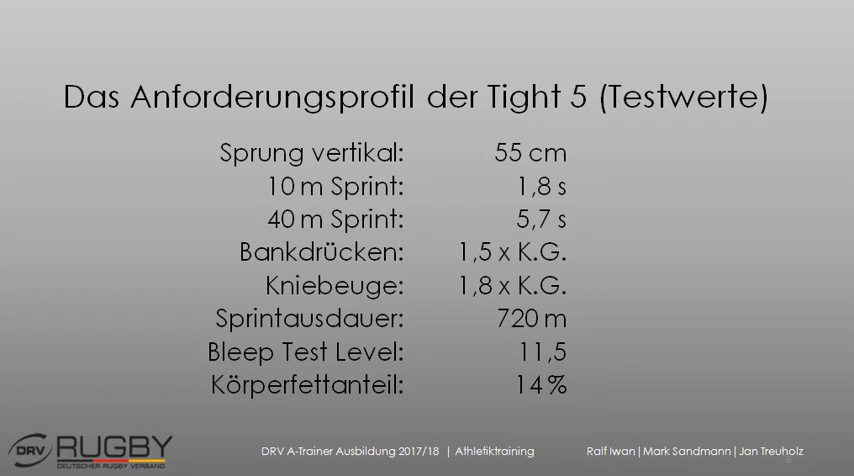 Das Anforderungsprofil der Tight 5 (Testwerte)
Sprung vertikal: 55 cm
10 m Sprint: 1,8 s
40 m Sprint: 5,7 s
Bankdrücken: 1,5 x K.G.
Kniebeuge: 1,8 x K.G.
Sprintausdauer: 720 m
Bleep Test Level: 11,5
Körperfettanteil: 14 %
DRV RUGBY
DEUTSCHER RUGBY VERBAND
DRV A-Trainer Ausbildung 2017/18 | Athletiktraining Ralf Iwan|Mark Sandmann|Jan Treuholz